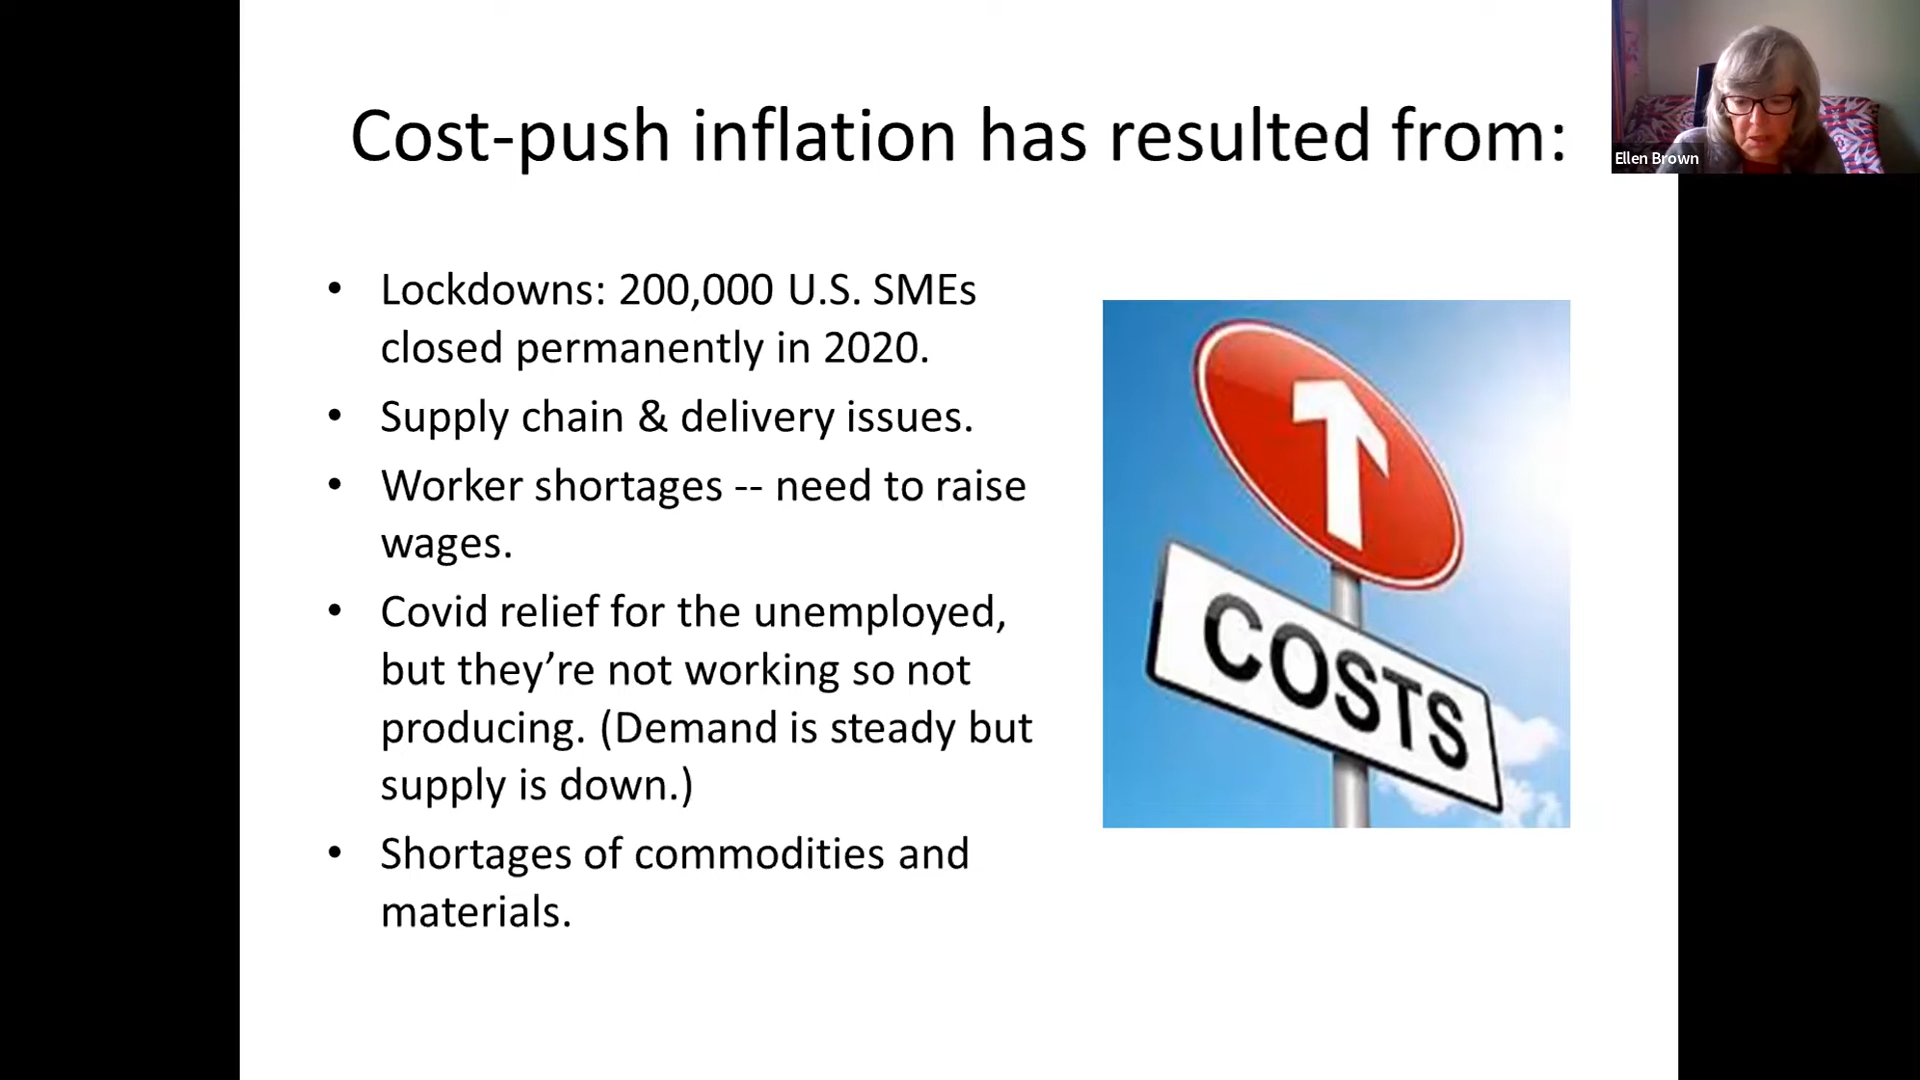 Cost-push inflation has resulted from:
Ellen Brown
• Lockdowns: 200,000 U.S. SMEs
closed permanently in 2020.
• Supply chain & delivery issues.
• Worker shortages -- need to raise
wages.
• Covid relief for the unemployed,
but they’re not working so not
producing. (Demand is steady but
supply is down.)
• Shortages of commodities and
materials.
COSTS